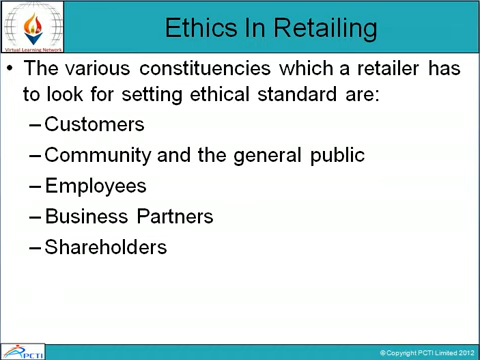 Ethics In Retailing
Virtual Learning Network
• The various constituencies which a retailer has
to look for setting ethical standard are:
–Customers
–Community and the general public
–Employees
–Business Partners
–Shareholders
PCTI
©Copyright PCTI Limited 2012